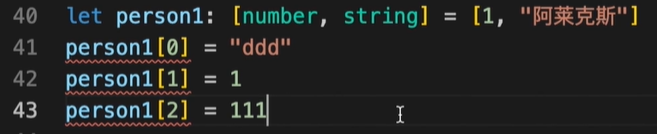 40 let person1: [number, string] = [1, "阿莱克斯"]
41 person1[0] = "ddd"
42 person1[1] = 1
43 person1[2] = 111